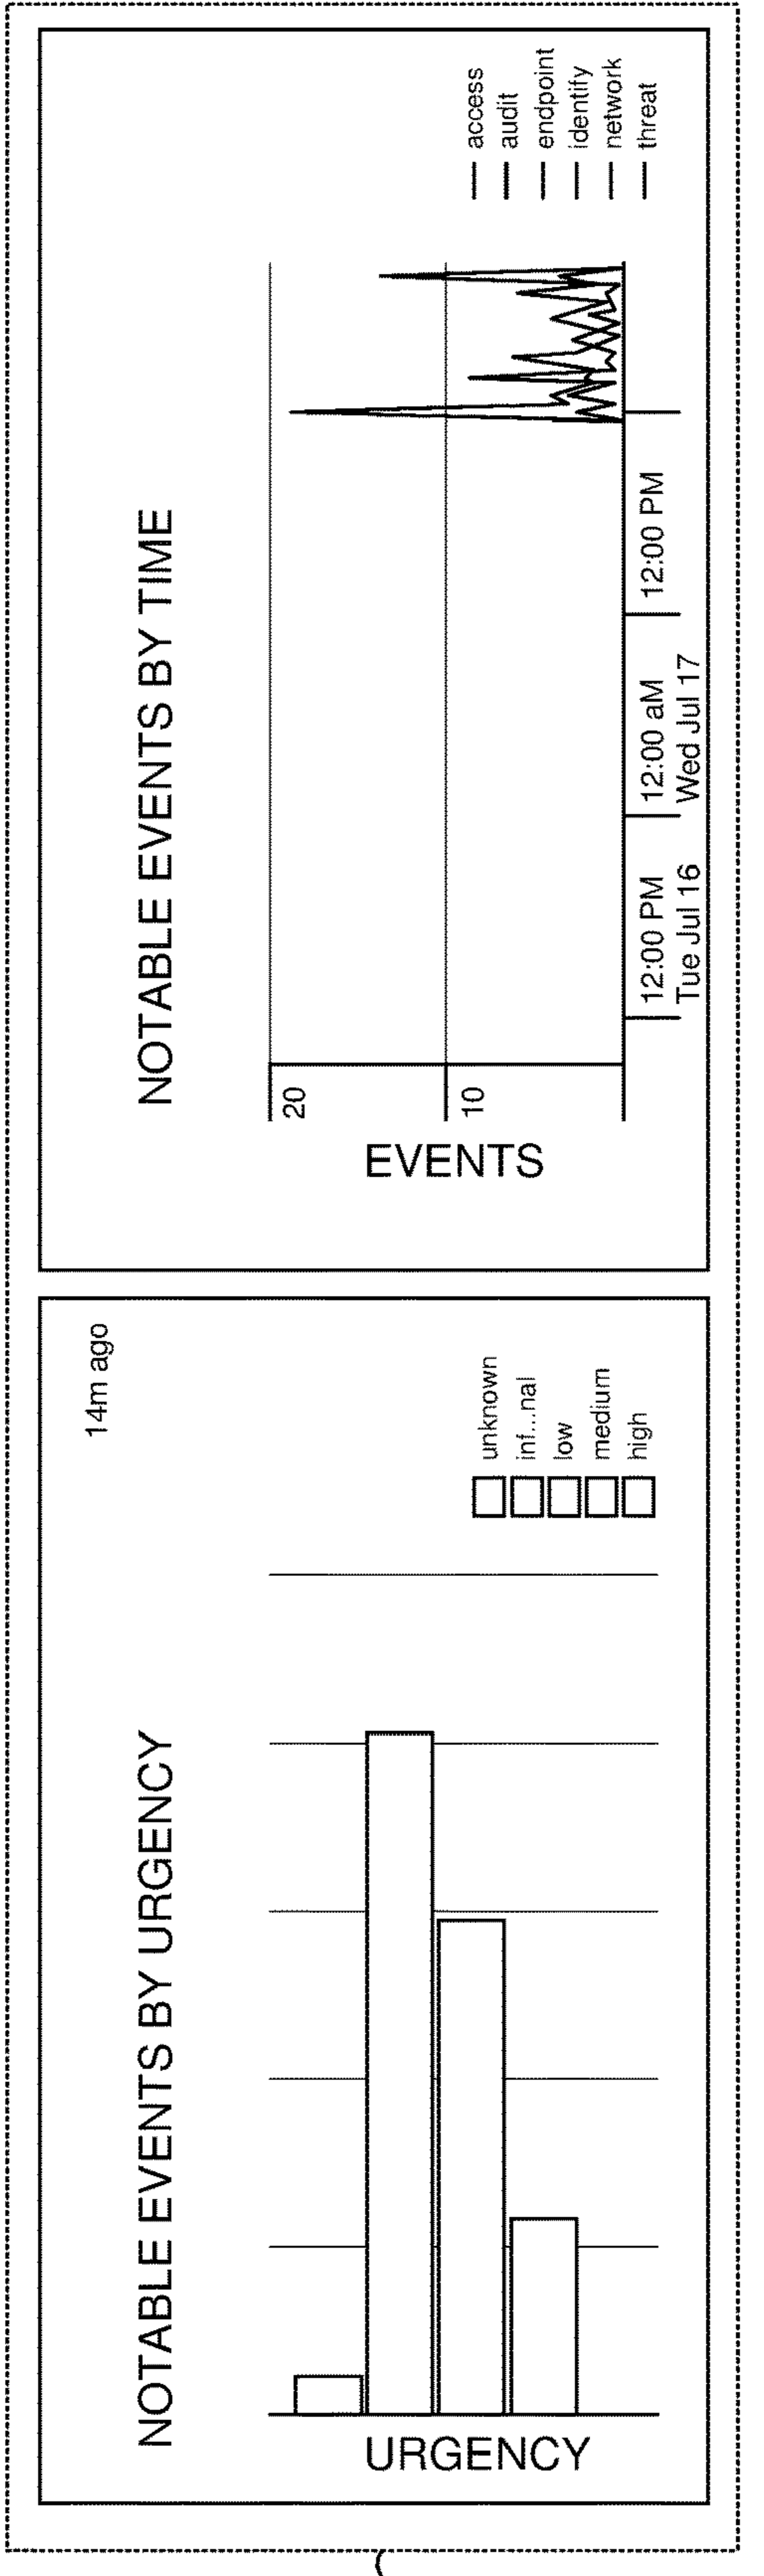 NOTABLE EVENTS BY URGENCY
14m ago
URGENCY
unknown
inf...nal
low
medium
high
NOTABLE EVENTS BY TIME
EVENTS
20
10
12:00 PM
Tue Jul 16
12:00 aM
Wed Jul 17
12:00 PM
access
audit
endpoint
identify
network
threat